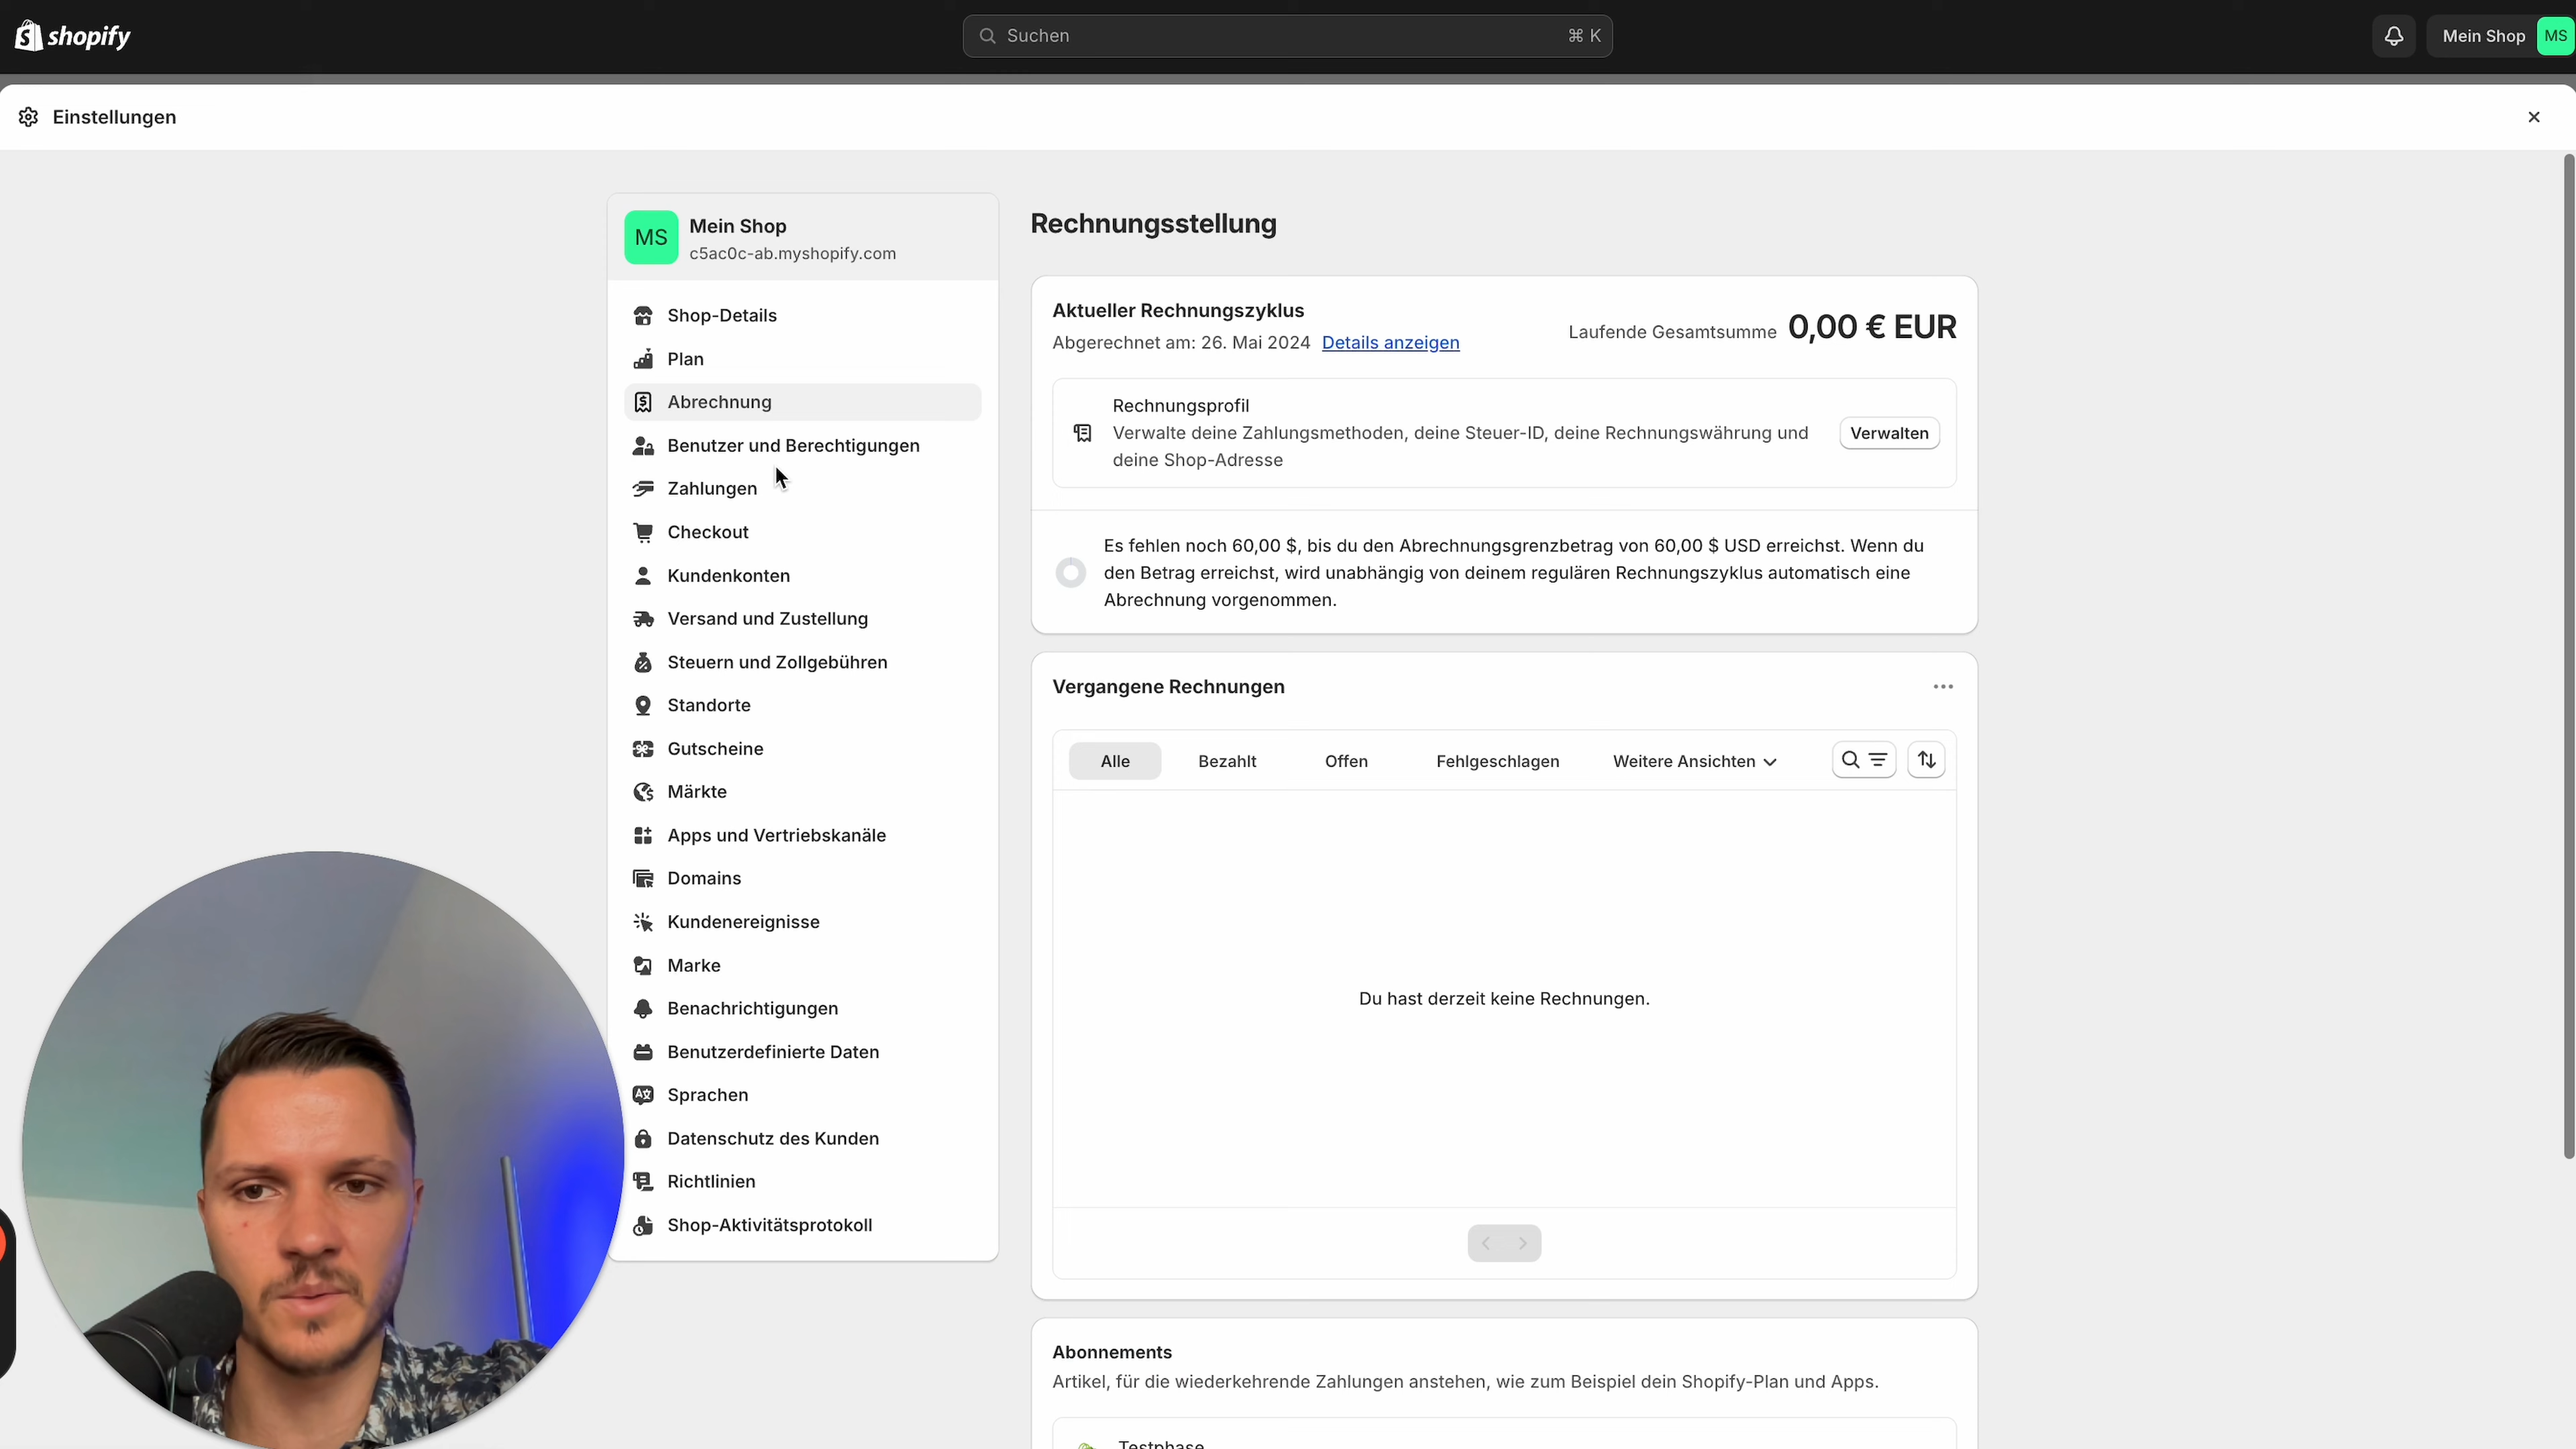 shopify
Suchen
⌘ K
Mein Shop
MS
Einstellungen
MS
Mein Shop
c5ac0c-ab.myshopify.com
Shop-Details
Plan
Abrechnung
Benutzer und Berechtigungen
Zahlungen
Checkout
Kundenkonten
Versand und Zustellung
Steuern und Zollgebühren
Standorte
Gutscheine
Märkte
Apps und Vertriebskanäle
Domains
Kundenereignisse
Marke
Benachrichtigungen
Benutzerdefinierte Daten
Sprachen
Datenschutz des Kunden
Richtlinien
Shop-Aktivitätsprotokoll
Rechnungsstellung
Aktueller Rechnungszyklus
Abgerechnet am: 26. Mai 2024 Details anzeigen
Laufende Gesamtsumme 0,00 € EUR
Rechnungsprofil
Verwalte deine Zahlungsmethoden, deine Steuer-ID, deine Rechnungswährung und
deine Shop-Adresse
Verwalten
Es fehlen noch 60,00 $, bis du den Abrechnungsgrenzbetrag von 60,00 $ USD erreichst. Wenn du
den Betrag erreichst, wird unabhängig von deinem regulären Rechnungszyklus automatisch eine
Abrechnung vorgenommen.
Vergangene Rechnungen
Alle Bezahlt Offen Fehlgeschlagen Weitere Ansichten
Du hast derzeit keine Rechnungen.
Abonnements
Artikel, für die wiederkehrende Zahlungen anstehen, wie zum Beispiel dein Shopify-Plan und Apps.
Testphase